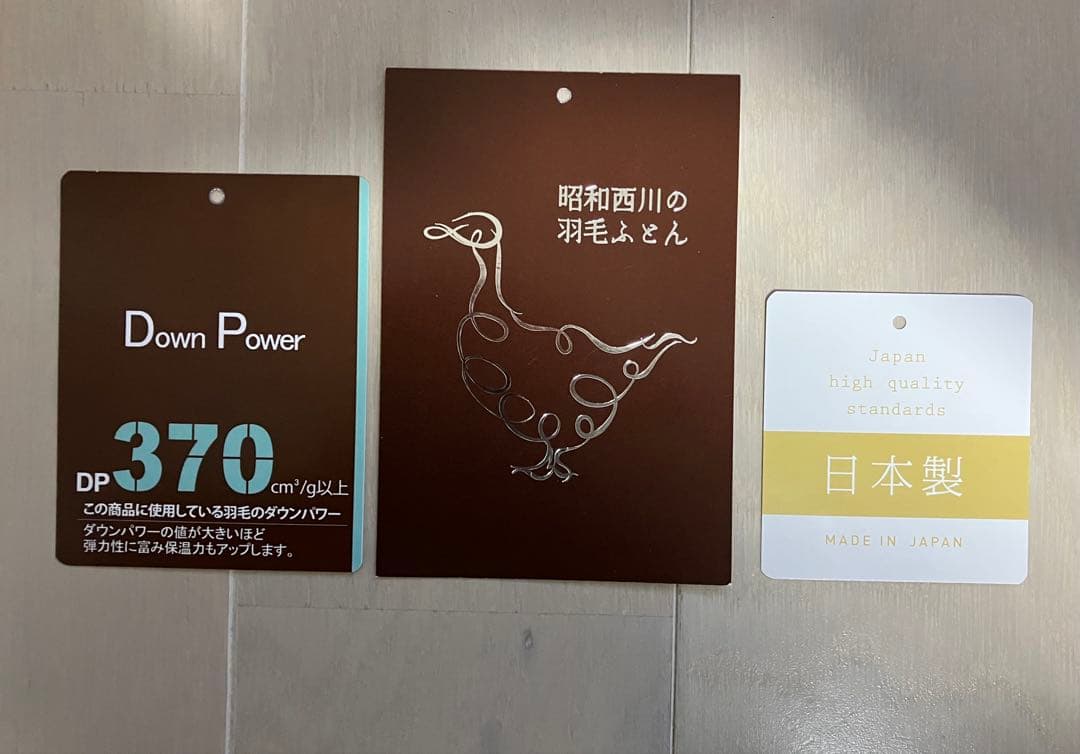 Down Power
DP370cm³/g以上
この商品に使用している羽毛のダウンパワー
ダウンパワーの値が大きいほど
弾力性に富み保温力もアップします。
昭和西川の
羽毛ふとん
Japan
high quality
standards
日本製
MADE IN JAPAN